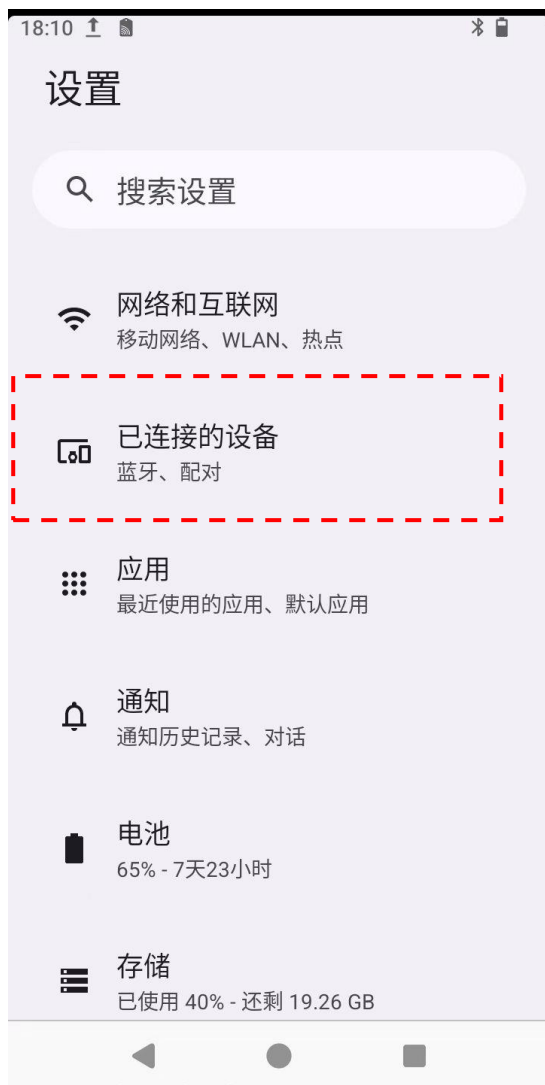 18:10
设置
搜索设置
网络和互联网
移动网络、WLAN、热点
已连接的设备
蓝牙、配对
应用
最近使用的应用、默认应用
通知
通知历史记录、对话
电池
65% - 7天23小时
存储
已使用 40% - 还剩 19.26 GB